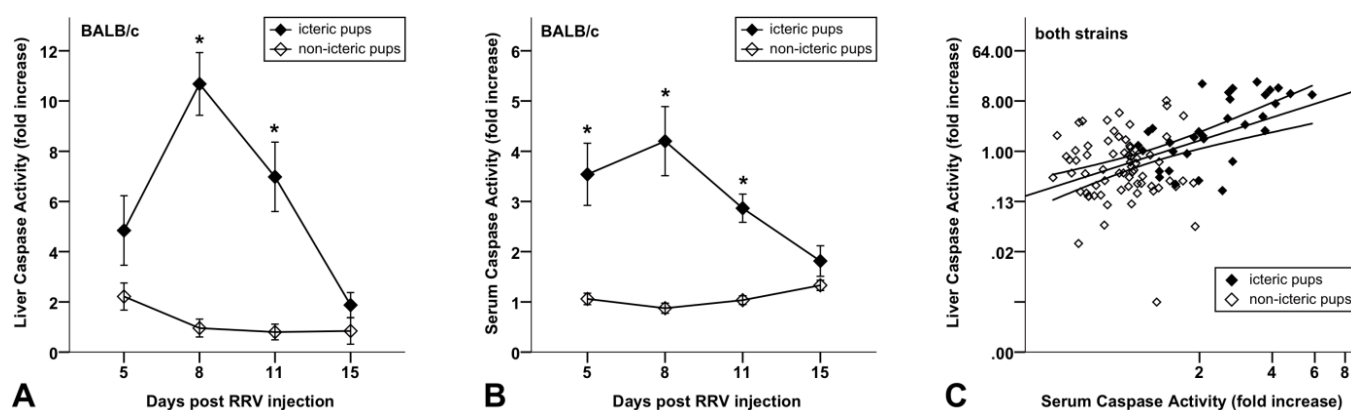 BALB/c
icteric pups
non-icteric pups
Liver Caspase Activity (fold increase)
12
10
8
6
4
2
0
*
*
5
8
11
15
Days post RRV injection
A
BALB/c
icteric pups
non-icteric pups
Serum Caspase Activity (fold increase)
6
5
4
3
2
1
0
*
*
*
5
8
11
15
Days post RRV injection
B
both strains
Liver Caspase Activity (fold increase)
64.00
8.00
1.00
.13
.02
.00
icteric pups
non-icteric pups
2
4
6
8
Serum Caspase Activity (fold increase)
C